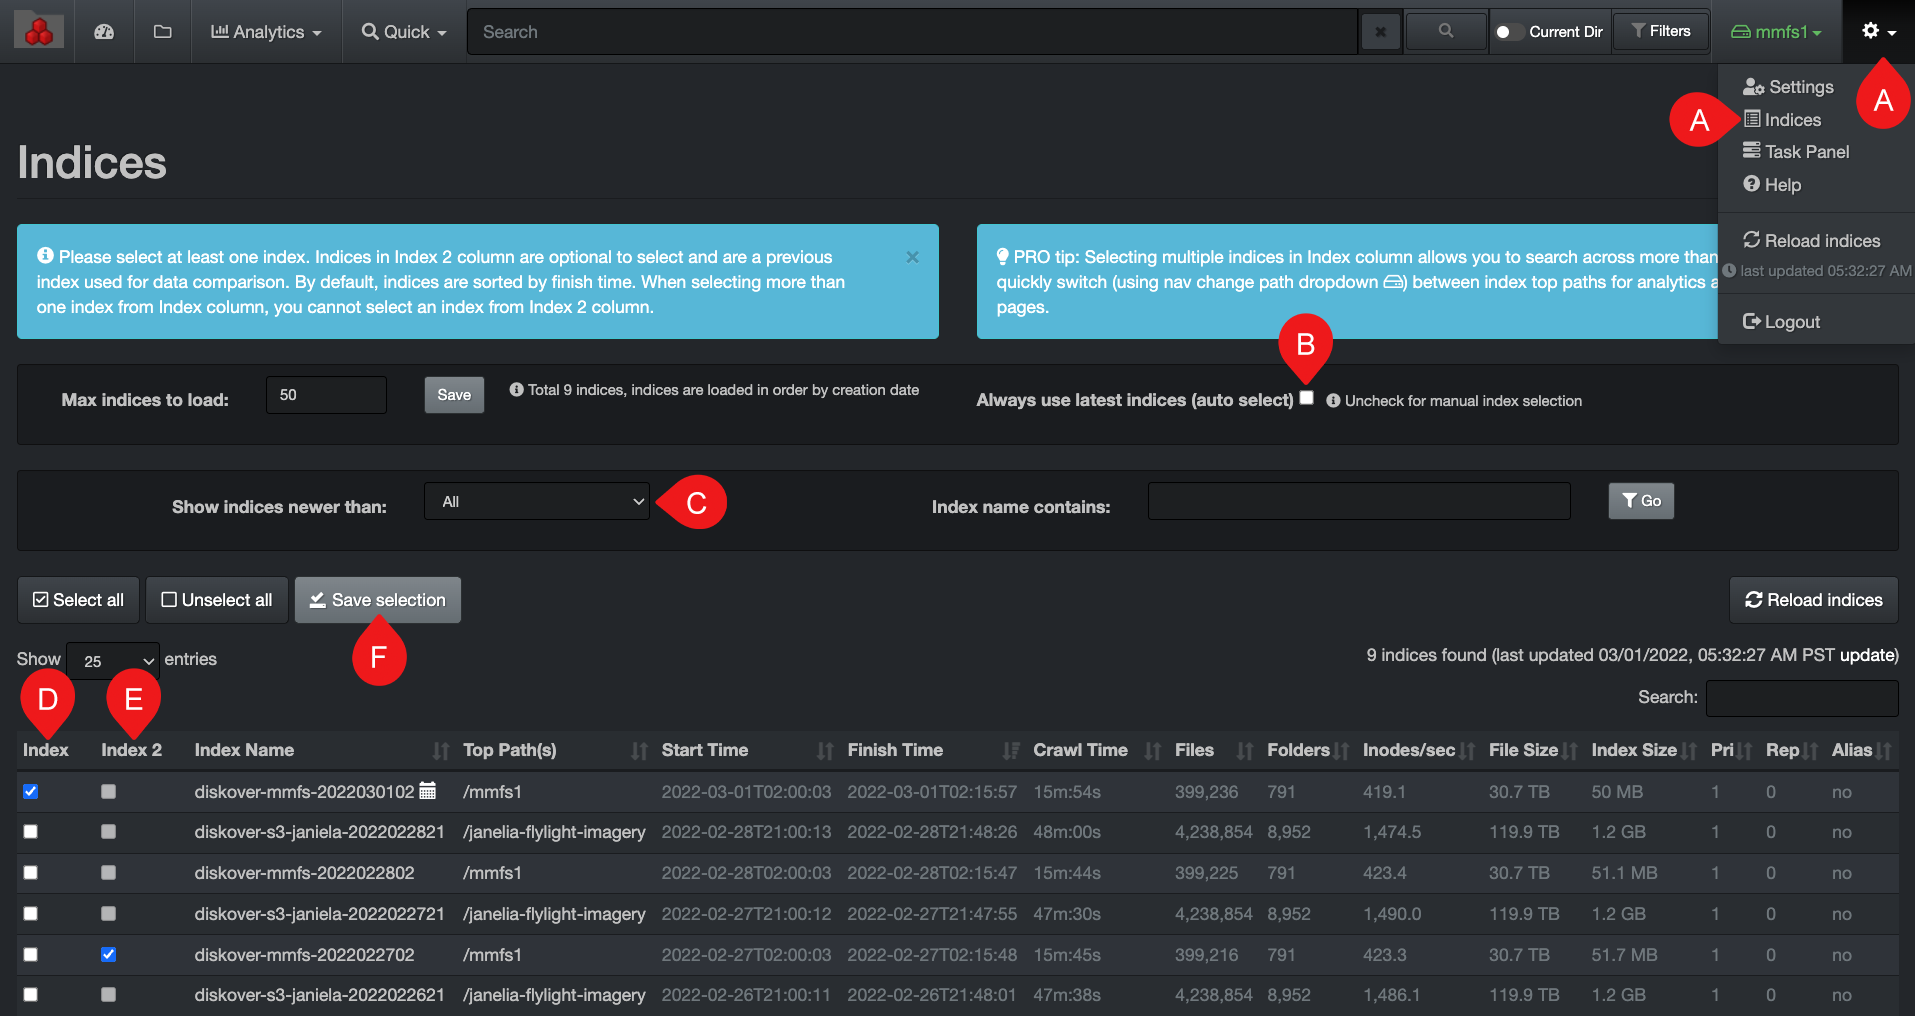 Analytics
Quick
Search
Current Dir
Filters
mmfs1
A
Settings
A
Indices
Task Panel
Help
Reload indices
last updated 05:32:27 AM
Logout
Indices
Please select at least one index. Indices in Index 2 column are optional to select and are a previous
index used for data comparison. By default, indices are sorted by finish time. When selecting more than
one index from Index column, you cannot select an index from Index 2 column.
PRO tip: Selecting multiple indices in Index column allows you to search across more than
quickly switch (using nav change path dropdown ) between index top paths for analytics a
pages.
B
Max indices to load: 50 Save Total 9 indices, indices are loaded in order by creation date
Always use latest indices (auto select) Uncheck for manual index selection
Show indices newer than: All C
Index name contains: Go
Select all Unselect all Save selection Reload indices
F
Show 25 entries
9 indices found (last updated 03/01/2022, 05:32:27 AM PST update)
D E
Search:
Index Index 2 Index Name Top Path(s) Start Time Finish Time Crawl Time Files Folders Inodes/sec File Size Index Size Pri Rep Alias
diskover-mmfs-2022030102 /mmfs1 2022-03-01T02:00:03 2022-03-01T02:15:57 15m:54s 399,236 791 419.1 30.7 TB 50 MB 1 0 no
diskover-s3-janiela-2022022821 /janelia-flylight-imagery 2022-02-28T21:00:13 2022-02-28T21:48:26 48m:00s 4,238,854 8,952 1,474.5 119.9 TB 1.2 GB 1 0 no
diskover-mmfs-2022022802 /mmfs1 2022-02-28T02:00:03 2022-02-28T02:15:47 15m:44s 399,225 791 423.4 30.7 TB 51.1 MB 1 0 no
diskover-s3-janiela-2022022721 /janelia-flylight-imagery 2022-02-27T21:00:12 2022-02-27T21:47:55 47m:30s 4,238,854 8,952 1,490.0 119.9 TB 1.2 GB 1 0 no
diskover-mmfs-2022022702 /mmfs1 2022-02-27T02:00:03 2022-02-27T02:15:48 15m:45s 399,216 791 423.3 30.7 TB 51.7 MB 1 0 no
diskover-s3-janiela-2022022621 /janelia-flylight-imagery 2022-02-26T21:00:11 2022-02-26T21:48:01 47m:38s 4,238,854 8,952 1,486.1 119.9 TB 1.2 GB 1 0 no